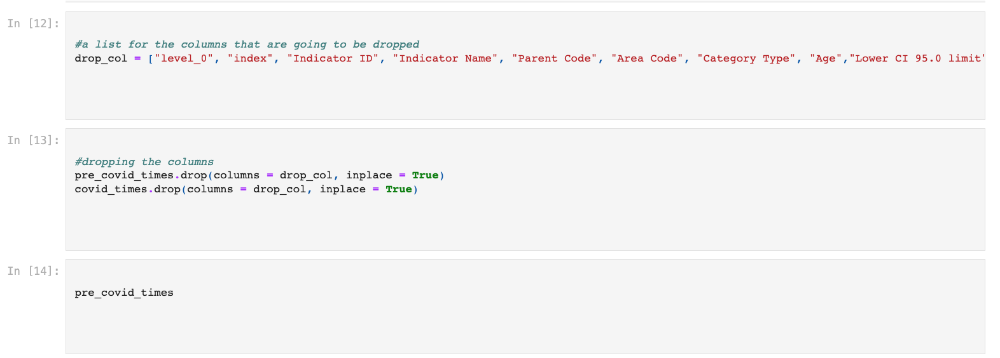 In [12]:
#a list for the columns that are going to be dropped
drop_col = ["level_0", "index", "Indicator ID", "Indicator Name", "Parent Code", "Area Code", "Category Type", "Age","Lower CI 95.0 limit"
In [13]:
#dropping the columns
pre_covid_times.drop(columns = drop_col, inplace = True)
covid_times.drop(columns = drop_col, inplace = True)
In [14]:
pre_covid_times